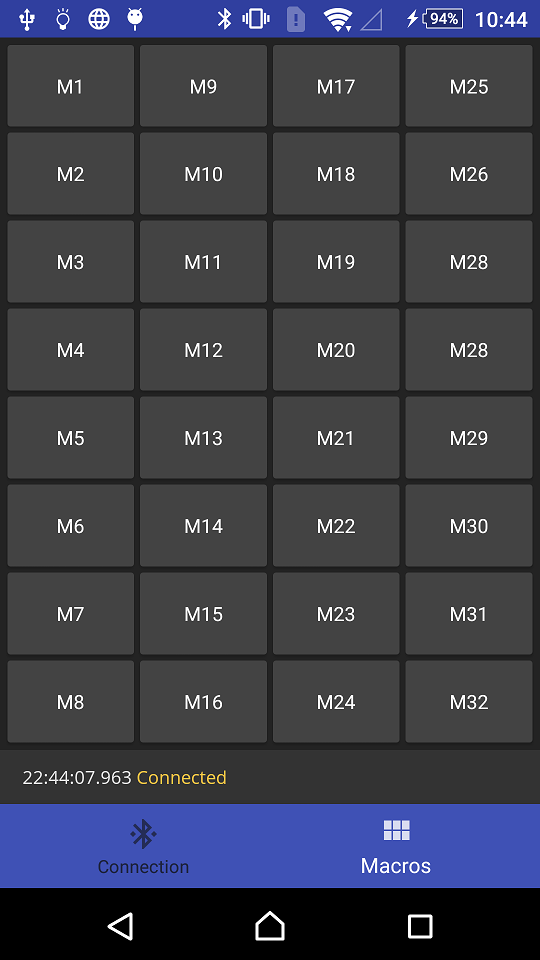 94% 10:44
M1 M9 M17 M25
M2 M10 M18 M26
M3 M11 M19 M28
M4 M12 M20 M28
M5 M13 M21 M29
M6 M14 M22 M30
M7 M15 M23 M31
M8 M16 M24 M32
22:44:07.963 Connected
Connection Macros